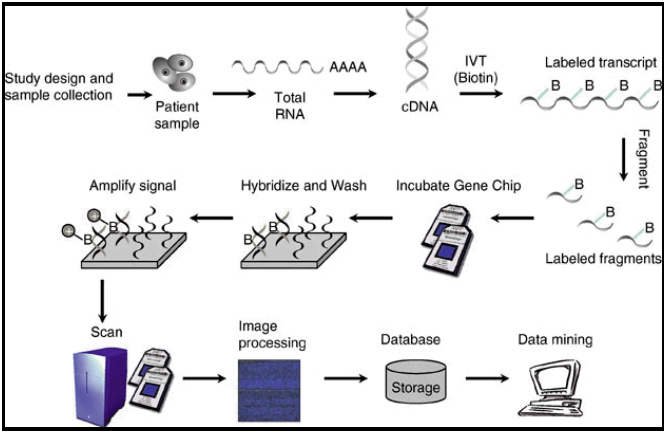 Study design and
sample collection
Patient
sample
AAAA
Total
RNA
cDNA
IVT
(Biotin)
Labeled transcript
B B B B
Fragment
B
B
B
Labeled fragments
Incubate Gene Chip
Hybridize and Wash
B
Amplify signal
+
+
B
B
Scan
Image
processing
Database
Storage
Data mining